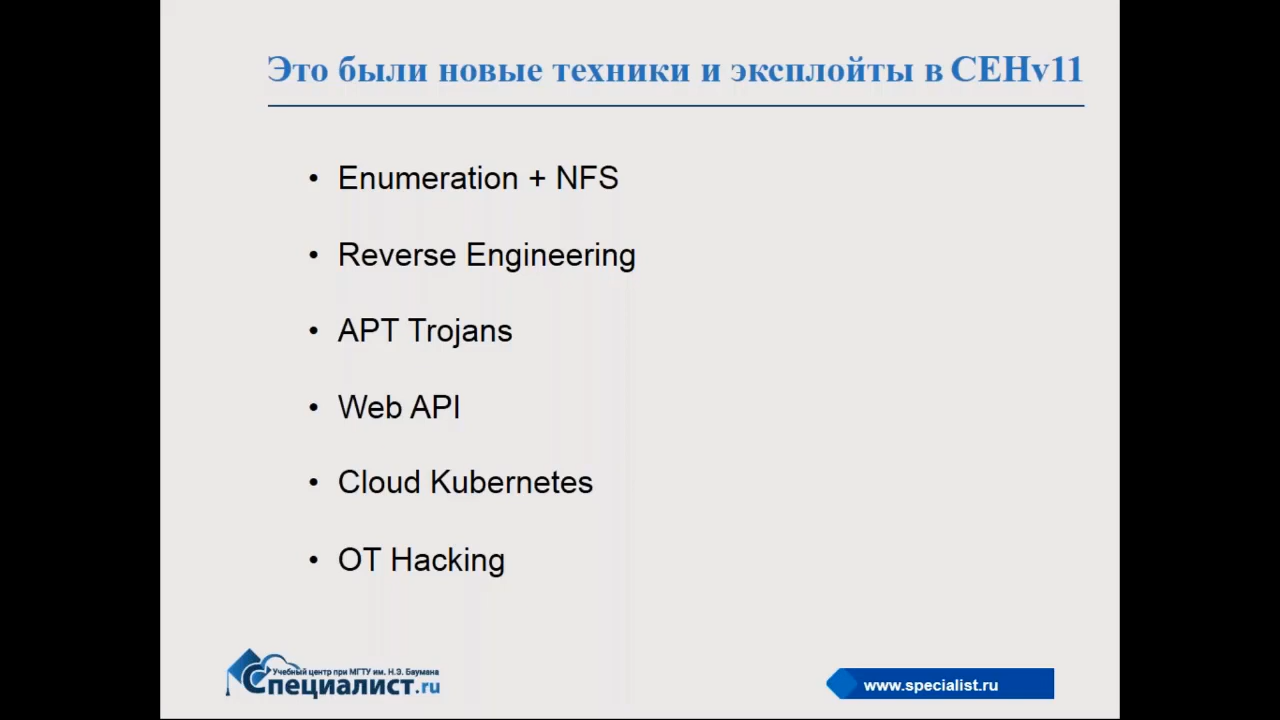 Это были новые техники и эксплойты в CEHv11
• Enumeration + NFS
• Reverse Engineering
• APT Trojans
• Web API
• Cloud Kubernetes
• OT Hacking
Учебный центр при МГТУ им. Н.Э. Баумана
Специалист.ru
www.specialist.ru